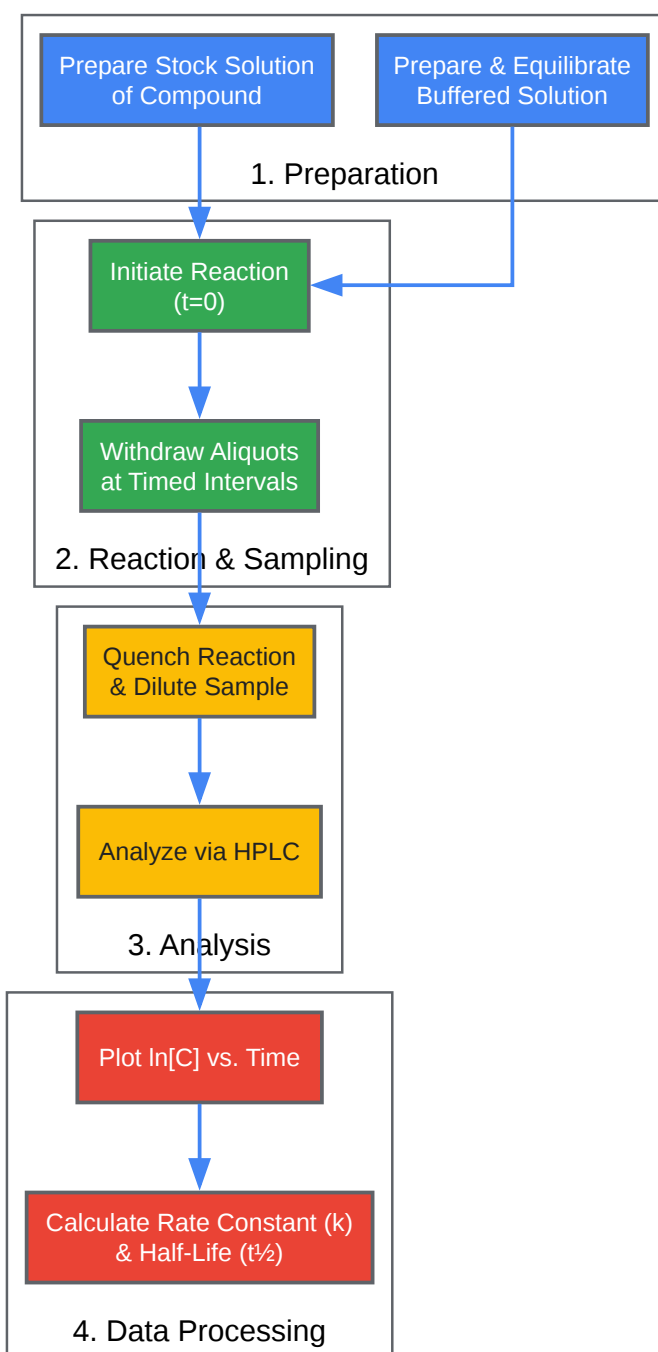 Prepare Stock Solution
of Compound
Prepare & Equilibrate
Buffered Solution
1. Preparation
Initiate Reaction
(t=0)
Withdraw Aliquots
at Timed Intervals
2. Reaction & Sampling
Quench Reaction
& Dilute Sample
Analyze via HPLC
3. Analysis
Plot ln[C] vs. Time
Calculate Rate Constant (k)
& Half-Life (t½)
4. Data Processing